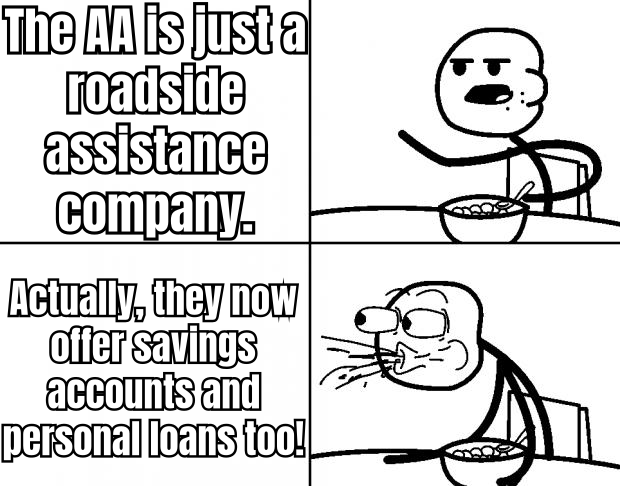 The AA is just a
roadside
assistance
company.
Actually, they now
offer savings
accounts and
personal loans too!